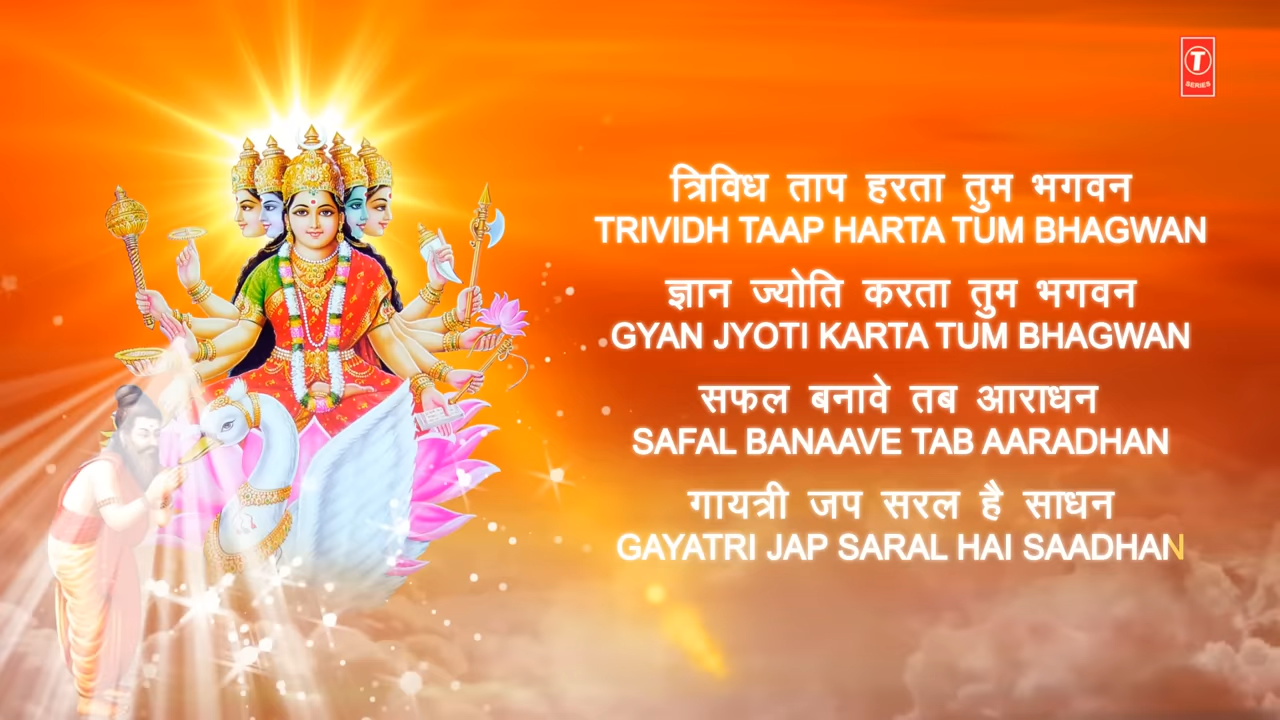 T
SERIES
त्रिविध ताप हरता तुम भगवन
TRIVIDH TAAP HARTA TUM BHAGWAN
ज्ञान ज्योति करता तुम भगवन
GYAN JYOTI KARTA TUM BHAGWAN
सफल बनावे तब आराधन
SAFAL BANAAVE TAB AARADHAN
गायत्री जप सरल है साधन
GAYATRI JAP SARAL HAI SAADHAN